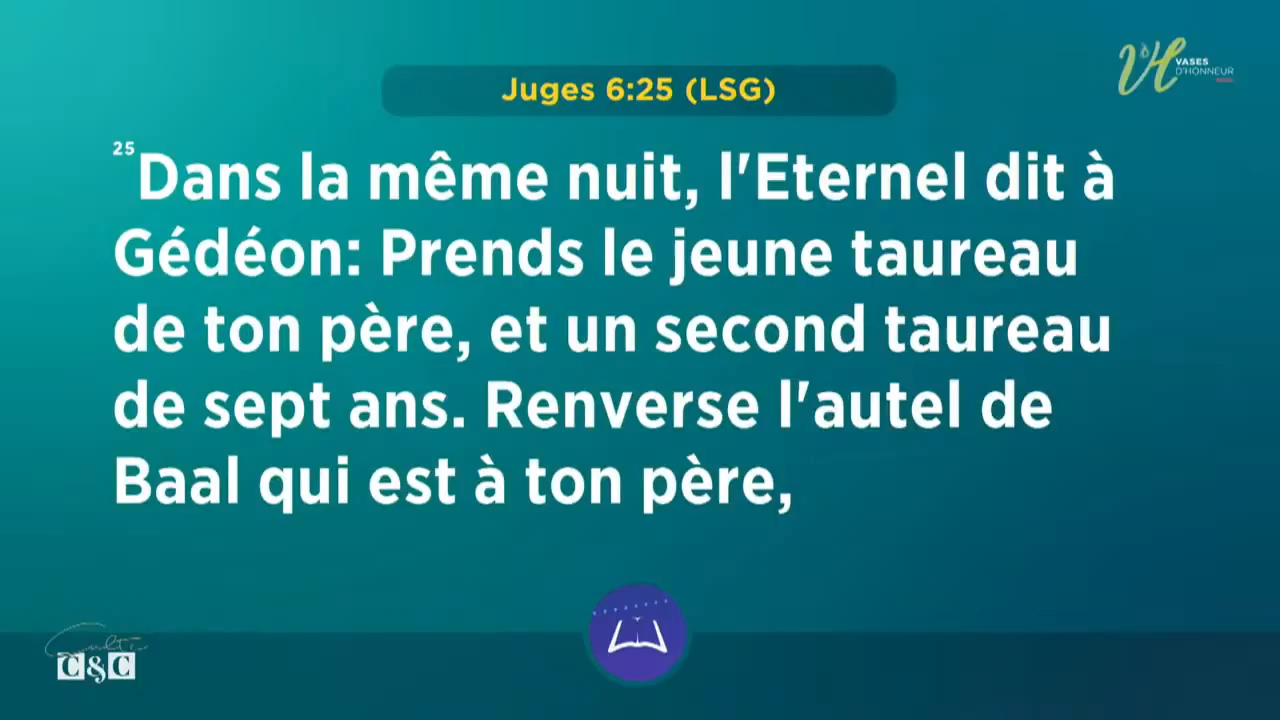 VASES
D'HONNEUR
Juges 6:25 (LSG)
25 Dans la même nuit, l'Eternel dit à
Gédéon: Prends le jeune taureau
de ton père, et un second taureau
de sept ans. Renverse l'autel de
Baal qui est à ton père,
C&C